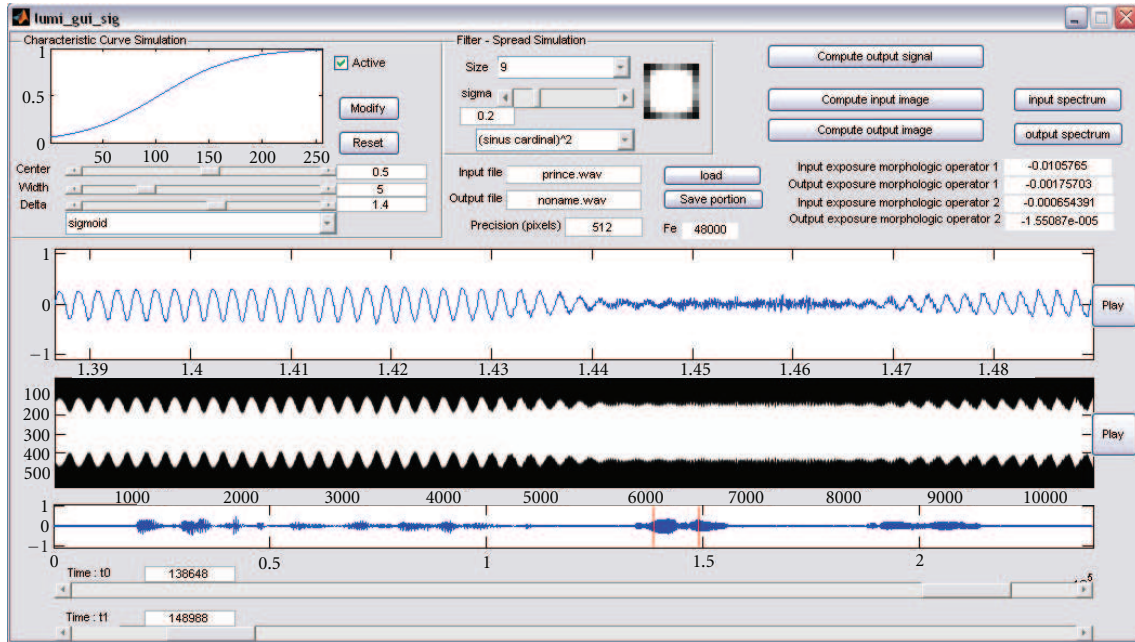 lumi_gui_sig
Characteristic Curve Simulation
1
0.5
0
50 100 150 200 250
Active
Modify
Reset
Center 0.5
Width 5
Delta 1.4
sigmoid
Filter - Spread Simulation
Size 9
sigma
0.2
(sinus cardinal)^2
Compute output signal
Compute input image
Compute output image
input spectrum
output spectrum
Input file prince.wav
Output file noname.wav
Precision (pixels) 512
load
Save portion
Fe 48000
Input exposure morphologic operator 1 -0.0105765
Output exposure morphologic operator 1 -0.00175703
Input exposure morphologic operator 2 -0.000654391
Output exposure morphologic operator 2 -1.55087e-005
1
0
−1
1.39 1.4 1.41 1.42 1.43 1.44 1.45 1.46 1.47 1.48
Play
100
200
300
400
500
1000 2000 3000 4000 5000 6000 7000 8000 9000 10000
Play
1
0
−1
0 0.5 1 1.5 2
Time : t0 138648
Time : t1 148988